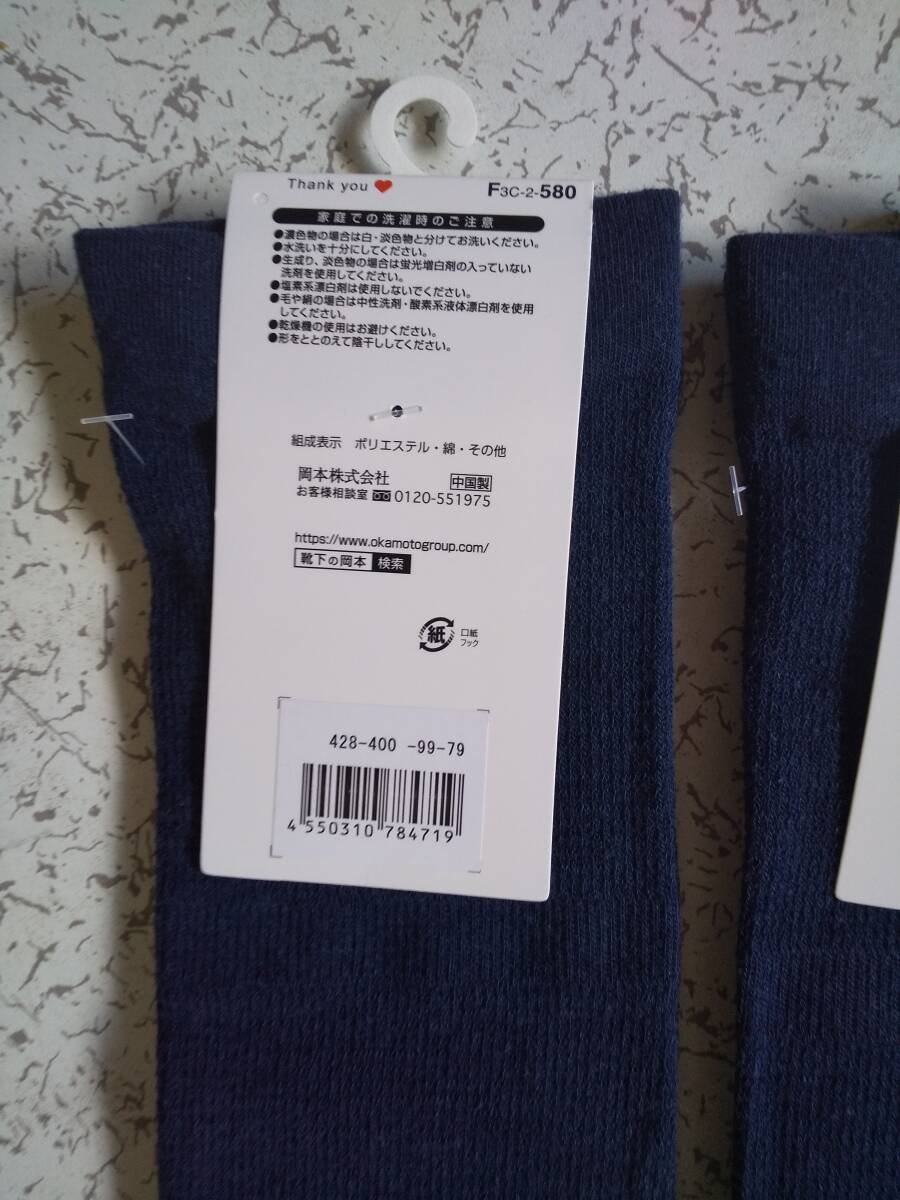 Thank you ❤
F3C-2-580
家庭での洗濯時のご注意
●濃色物の場合は白・淡色物と分けてお洗いください。
●水洗いを十分にしてください。
●生成り、淡色物の場合は蛍光増白剤の入っていない
洗剤を使用してください。
●塩素系漂白剤は使用しないでください。
●毛や絹の場合は中性洗剤・酸素系液体漂白剤を使用
してください。
●乾燥機の使用はお避けください。
●形をととのえて陰干ししてください。
組成表示 ポリエステル・綿・その他
岡本株式会社 中国製
お客様相談室 0120-551975
https://www.okamotogroup.com/
靴下の岡本 検索
紙 口紙
フック
428-400 -99-79
4 550310 784719